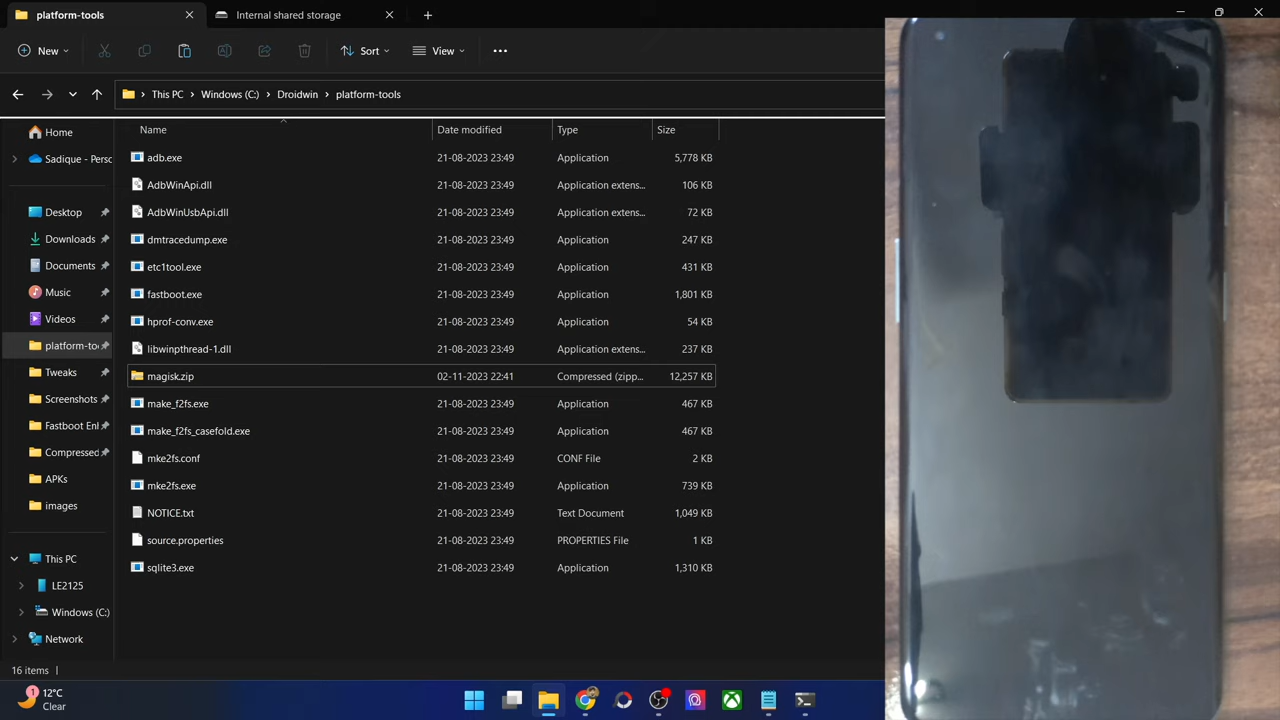 platform-tools
Internal shared storage
New
Sort
View
This PC
Windows (C:)
Droidwin
platform-tools
Name
Date modified
Type
Size
Home
Sadique - Perso
Desktop
Downloads
Documents
Music
Videos
platform-too
Tweaks
Screenshots
Fastboot Enl
Compressed
APKs
images
This PC
LE2125
Windows (C:)
Network
adb.exe 21-08-2023 23:49 Application 5,778 KB
AdbWinApi.dll 21-08-2023 23:49 Application extens... 106 KB
AdbWinUsbApi.dll 21-08-2023 23:49 Application extens... 72 KB
dmtracedump.exe 21-08-2023 23:49 Application 247 KB
etc1tool.exe 21-08-2023 23:49 Application 431 KB
fastboot.exe 21-08-2023 23:49 Application 1,801 KB
hprof-conv.exe 21-08-2023 23:49 Application 54 KB
libwinpthread-1.dll 21-08-2023 23:49 Application extens... 237 KB
magisk.zip 02-11-2023 22:41 Compressed (zipp... 12,257 KB
make_f2fs.exe 21-08-2023 23:49 Application 467 KB
make_f2fs_casefold.exe 21-08-2023 23:49 Application 467 KB
mke2fs.conf 21-08-2023 23:49 CONF File 2 KB
mke2fs.exe 21-08-2023 23:49 Application 739 KB
NOTICE.txt 21-08-2023 23:49 Text Document 1,049 KB
source.properties 21-08-2023 23:49 PROPERTIES File 1 KB
sqlite3.exe 21-08-2023 23:49 Application 1,310 KB
16 items
1
12°C
Clear